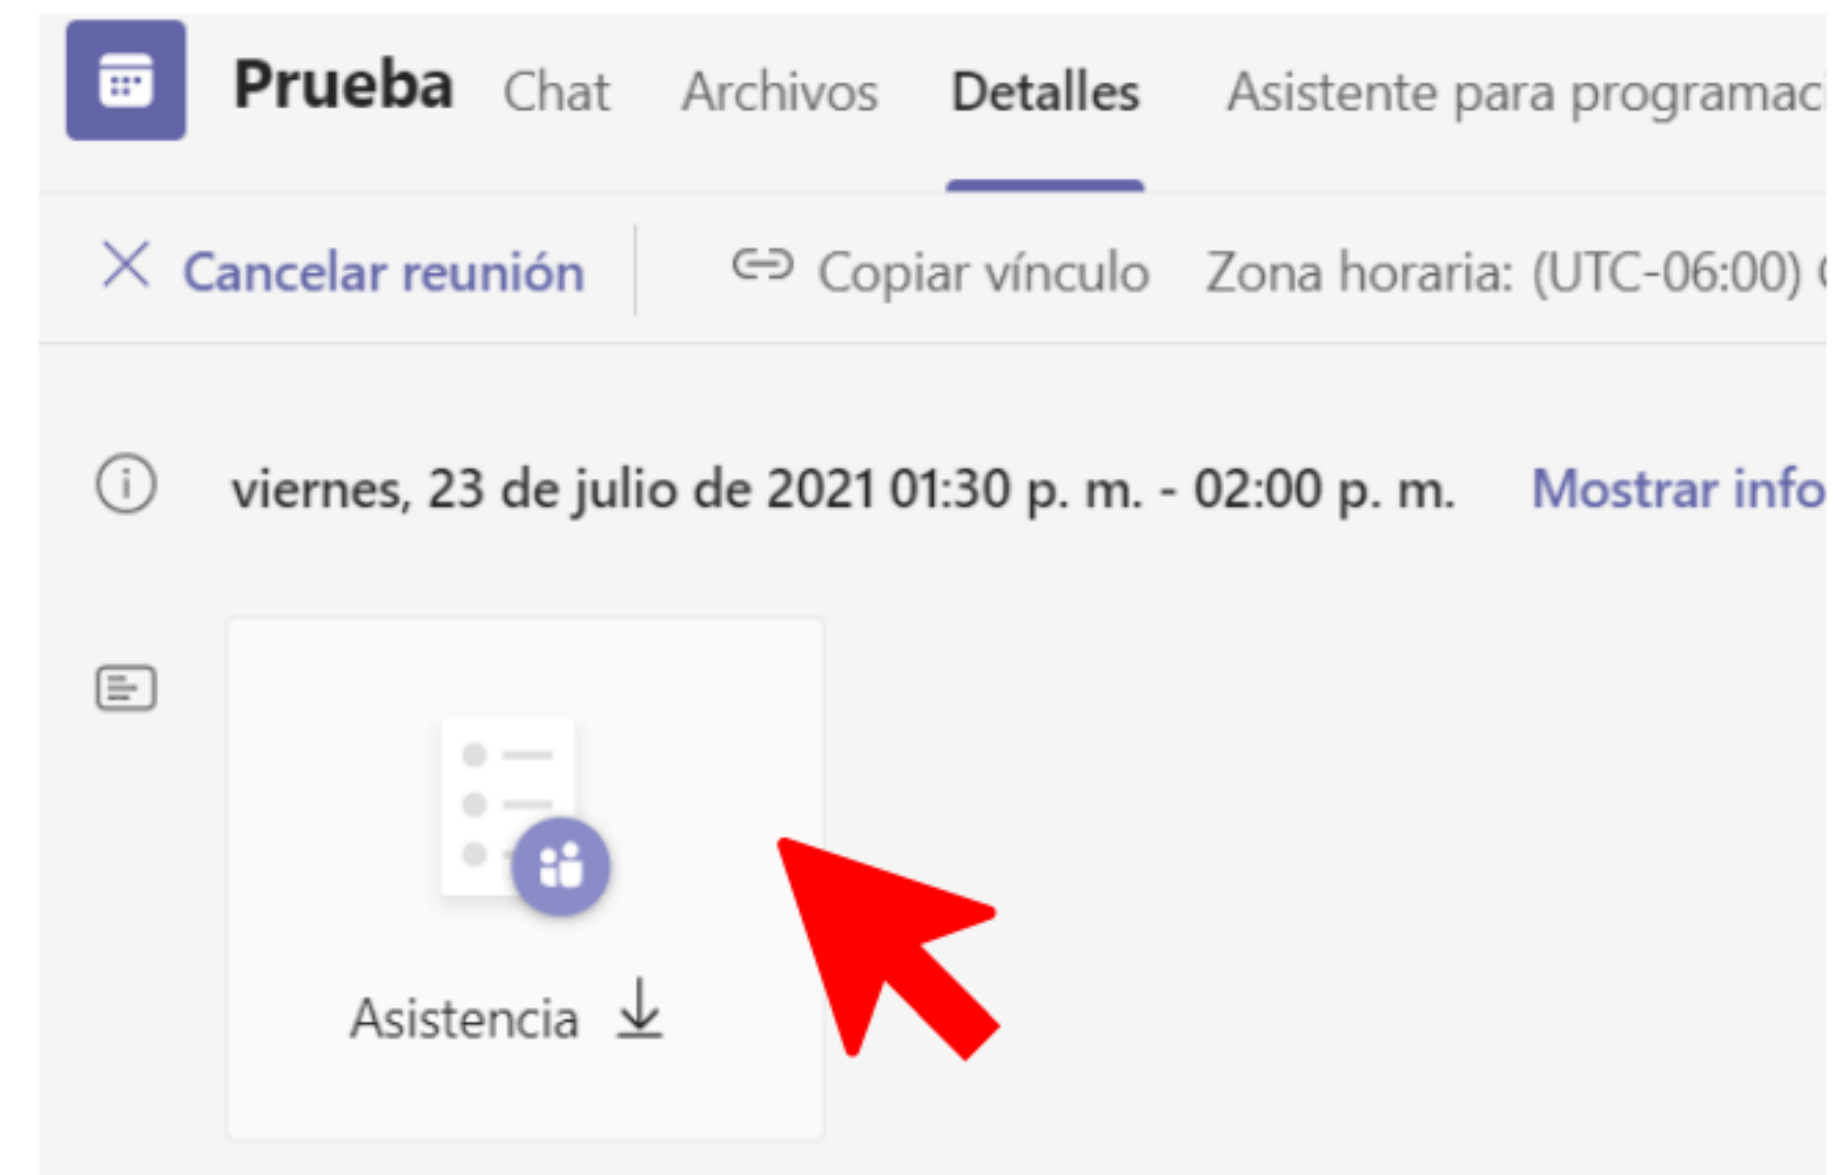 Prueba Chat Archivos Detalles Asistente para
Cancelar reunión Copiar vínculo Zona horaria: (UTC-06:00)
viernes, 23 de julio de 2021 01:30 p. m. - 02:00 p. m. Mostrar info
Asistencia